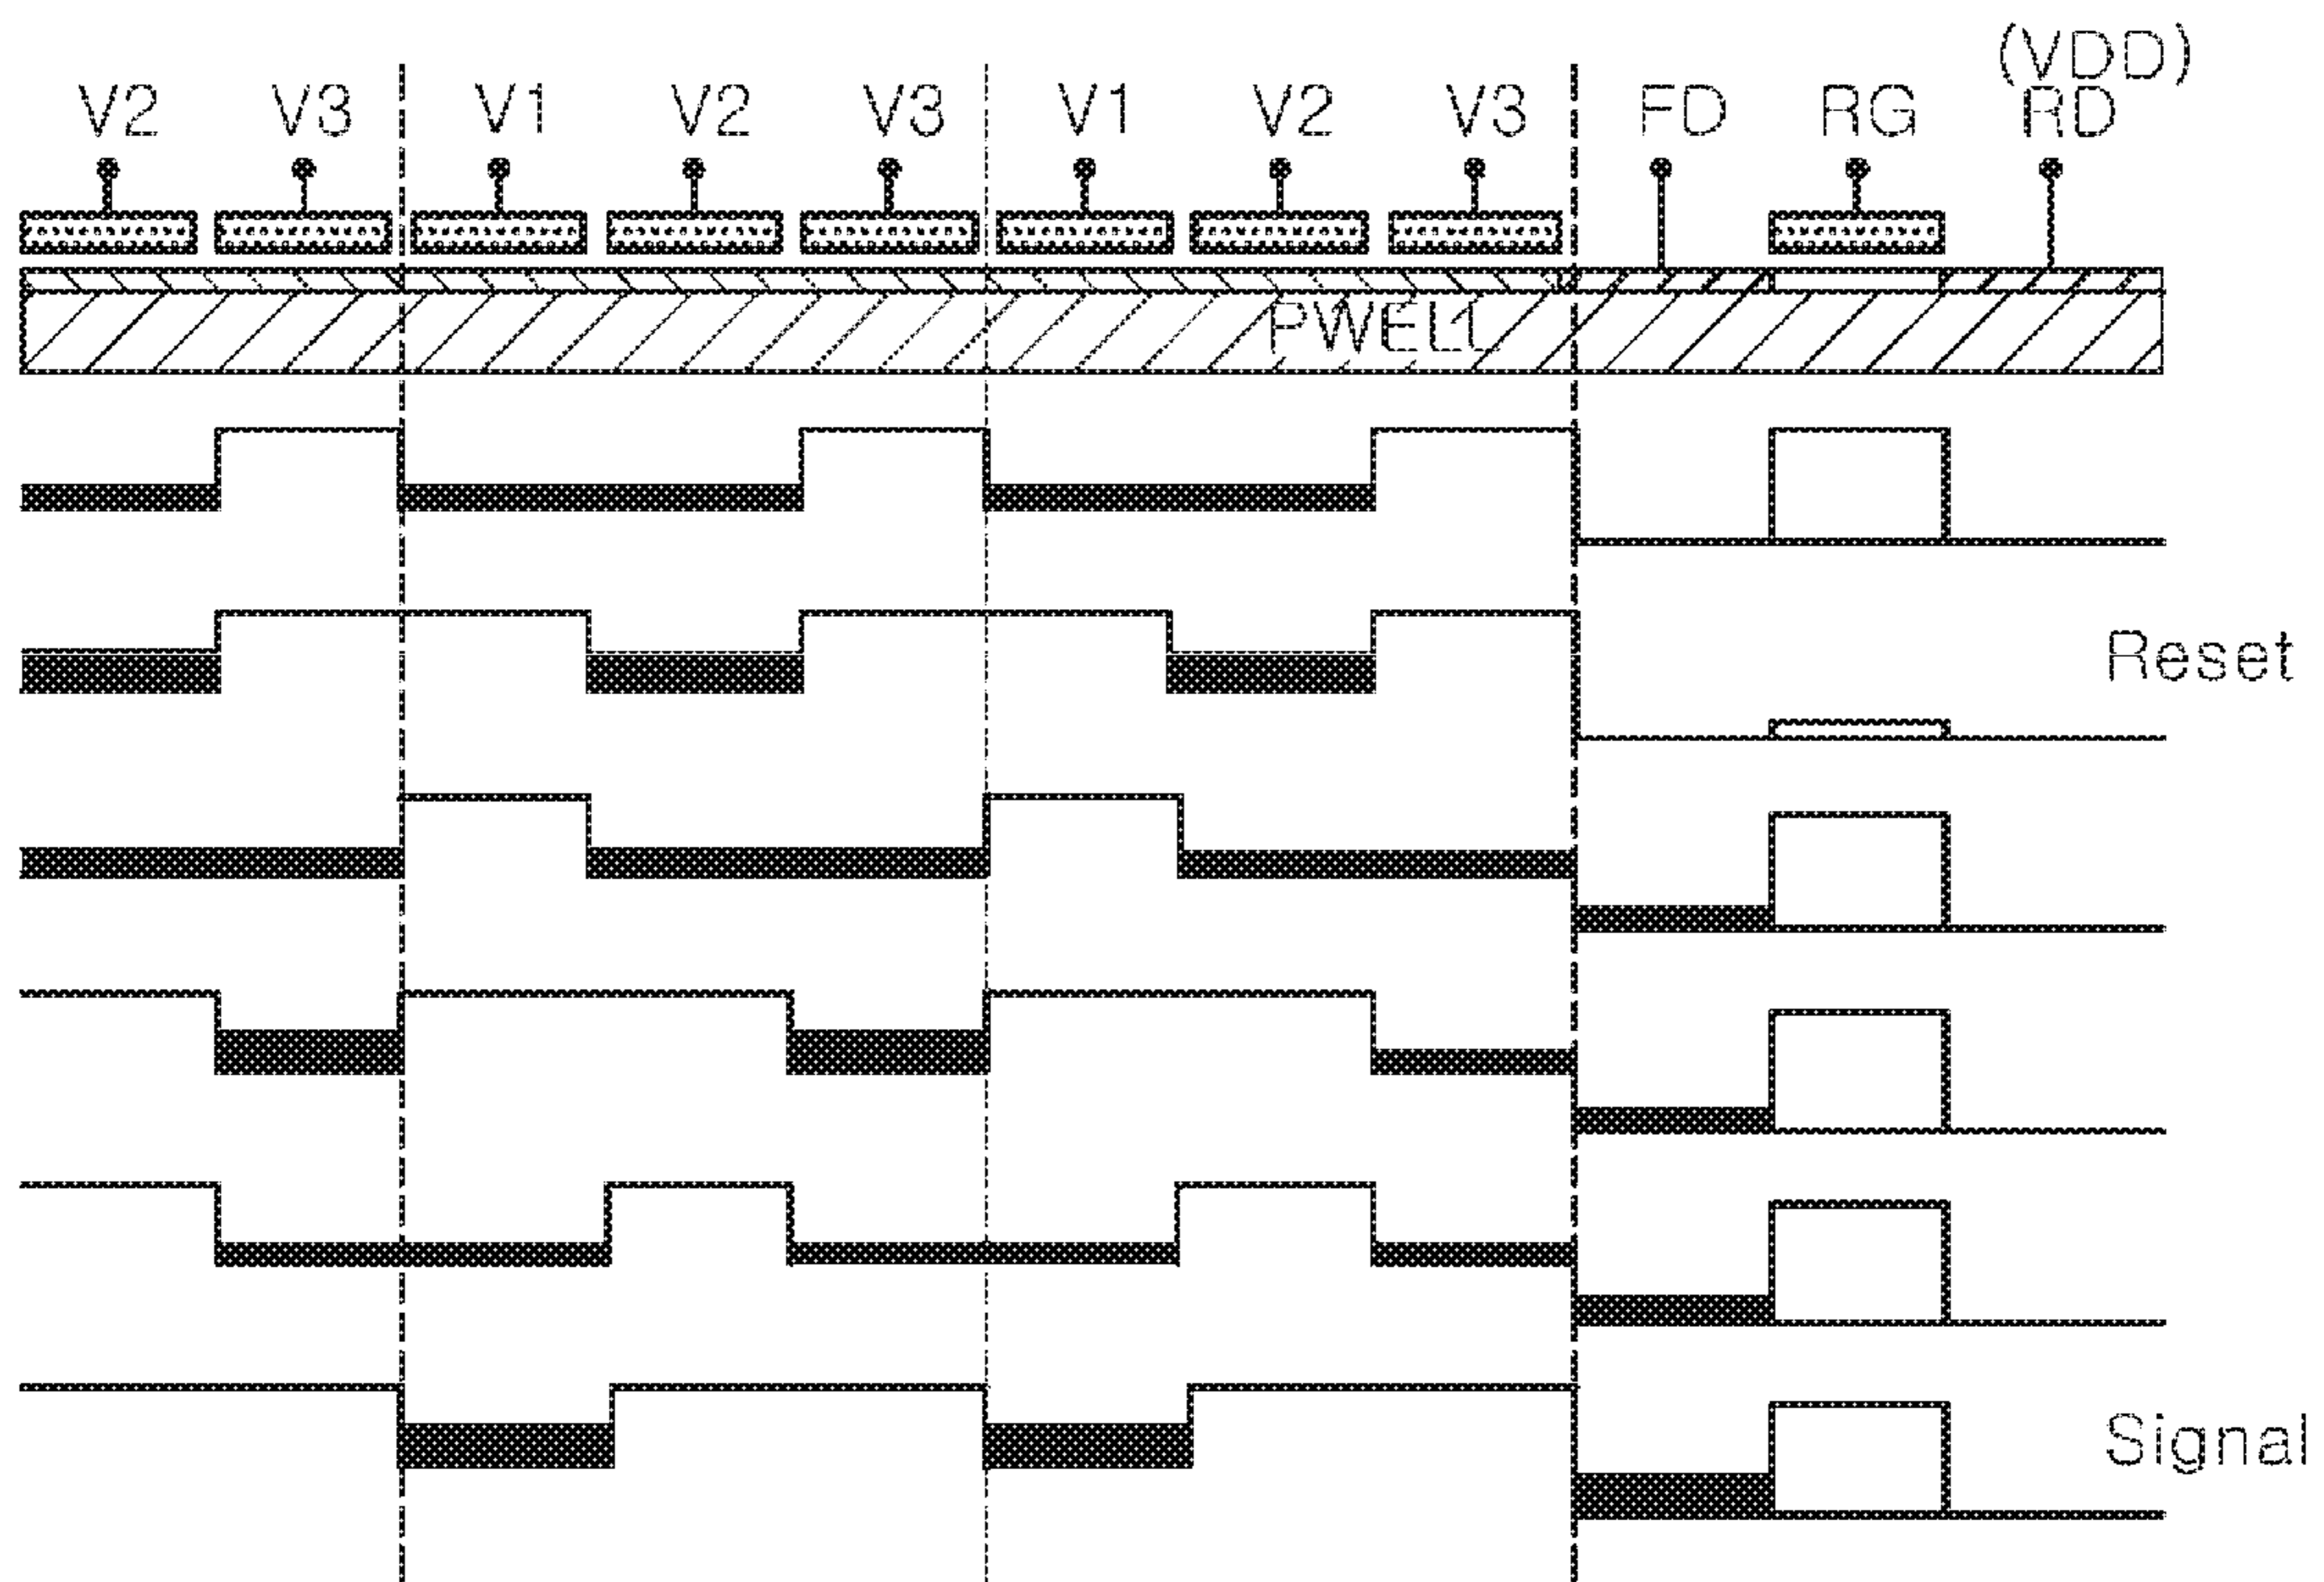 (VDD)
V2 V3 V1 V2 V3 V1 V2 V3 FD RG RD
PWELL
Reset
Signal